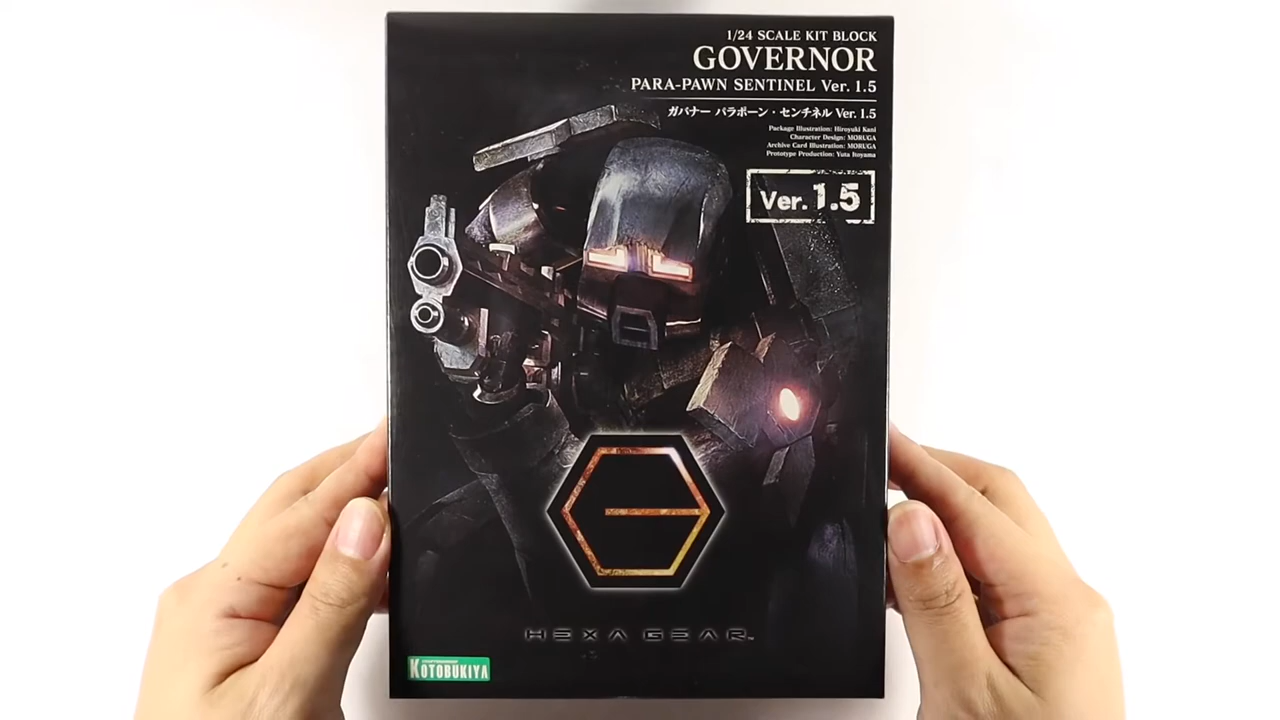 1/24 SCALE KIT BLOCK
GOVERNOR
PARA-PAWN SENTINEL Ver. 1.5
ガバナー パラポーン・センチネル Ver. 1.5
Package Illustration: Hiroyuki Kani
Character Design: MORUGA
Archive Card Illustration: MORUGA
Prototype Production: Yuta Itoyama
Ver. 1.5
HEXA GEAR™
KOTOBUKIYA